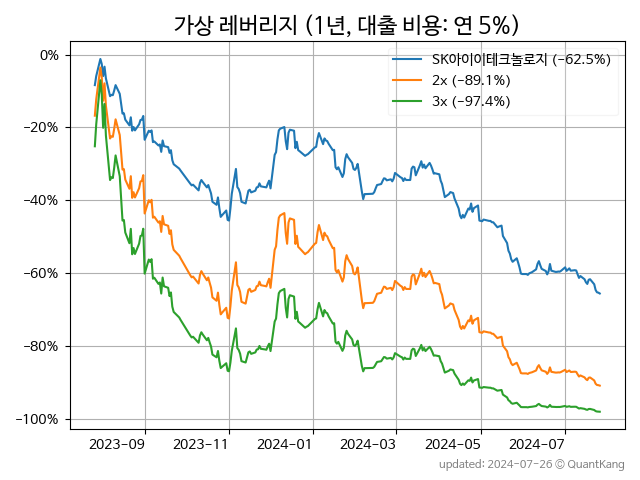 가상 레버리지 (1년, 대출 비용: 연 5%)
SK아이이테크놀로지 (−62.5%)
2x (−89.1%)
3x (−97.4%)
0%
−20%
−40%
−60%
−80%
−100%
2023-09 2023-11 2024-01 2024-03 2024-05 2024-07
updated: 2024-07-26 © QuantKang